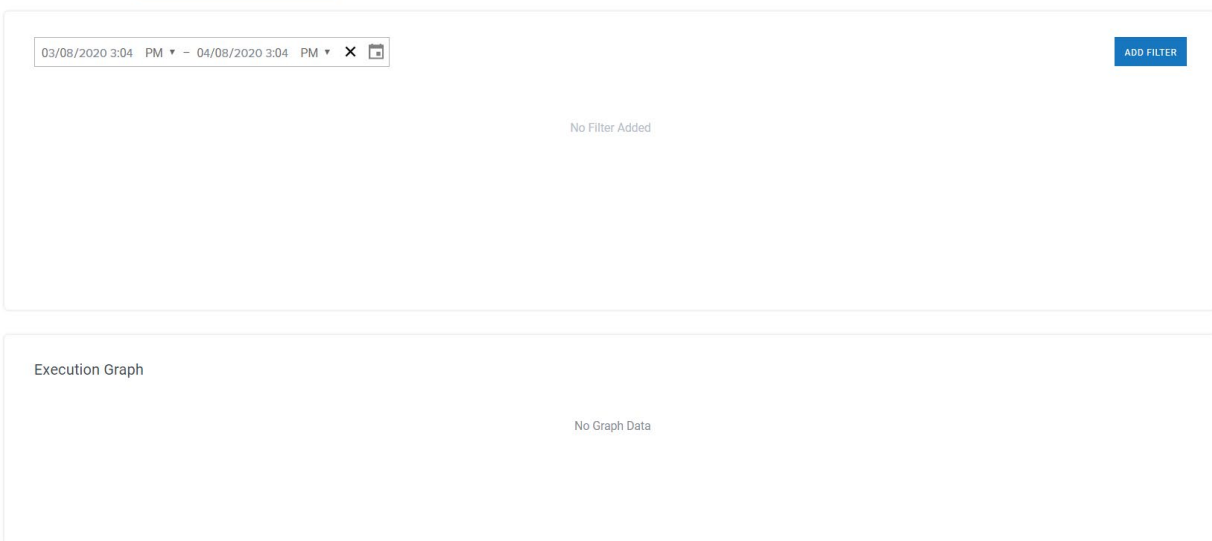 03/08/2020 3:04 PM – 04/08/2020 3:04 PM
ADD FILTER
No Filter Added
Execution Graph
No Graph Data